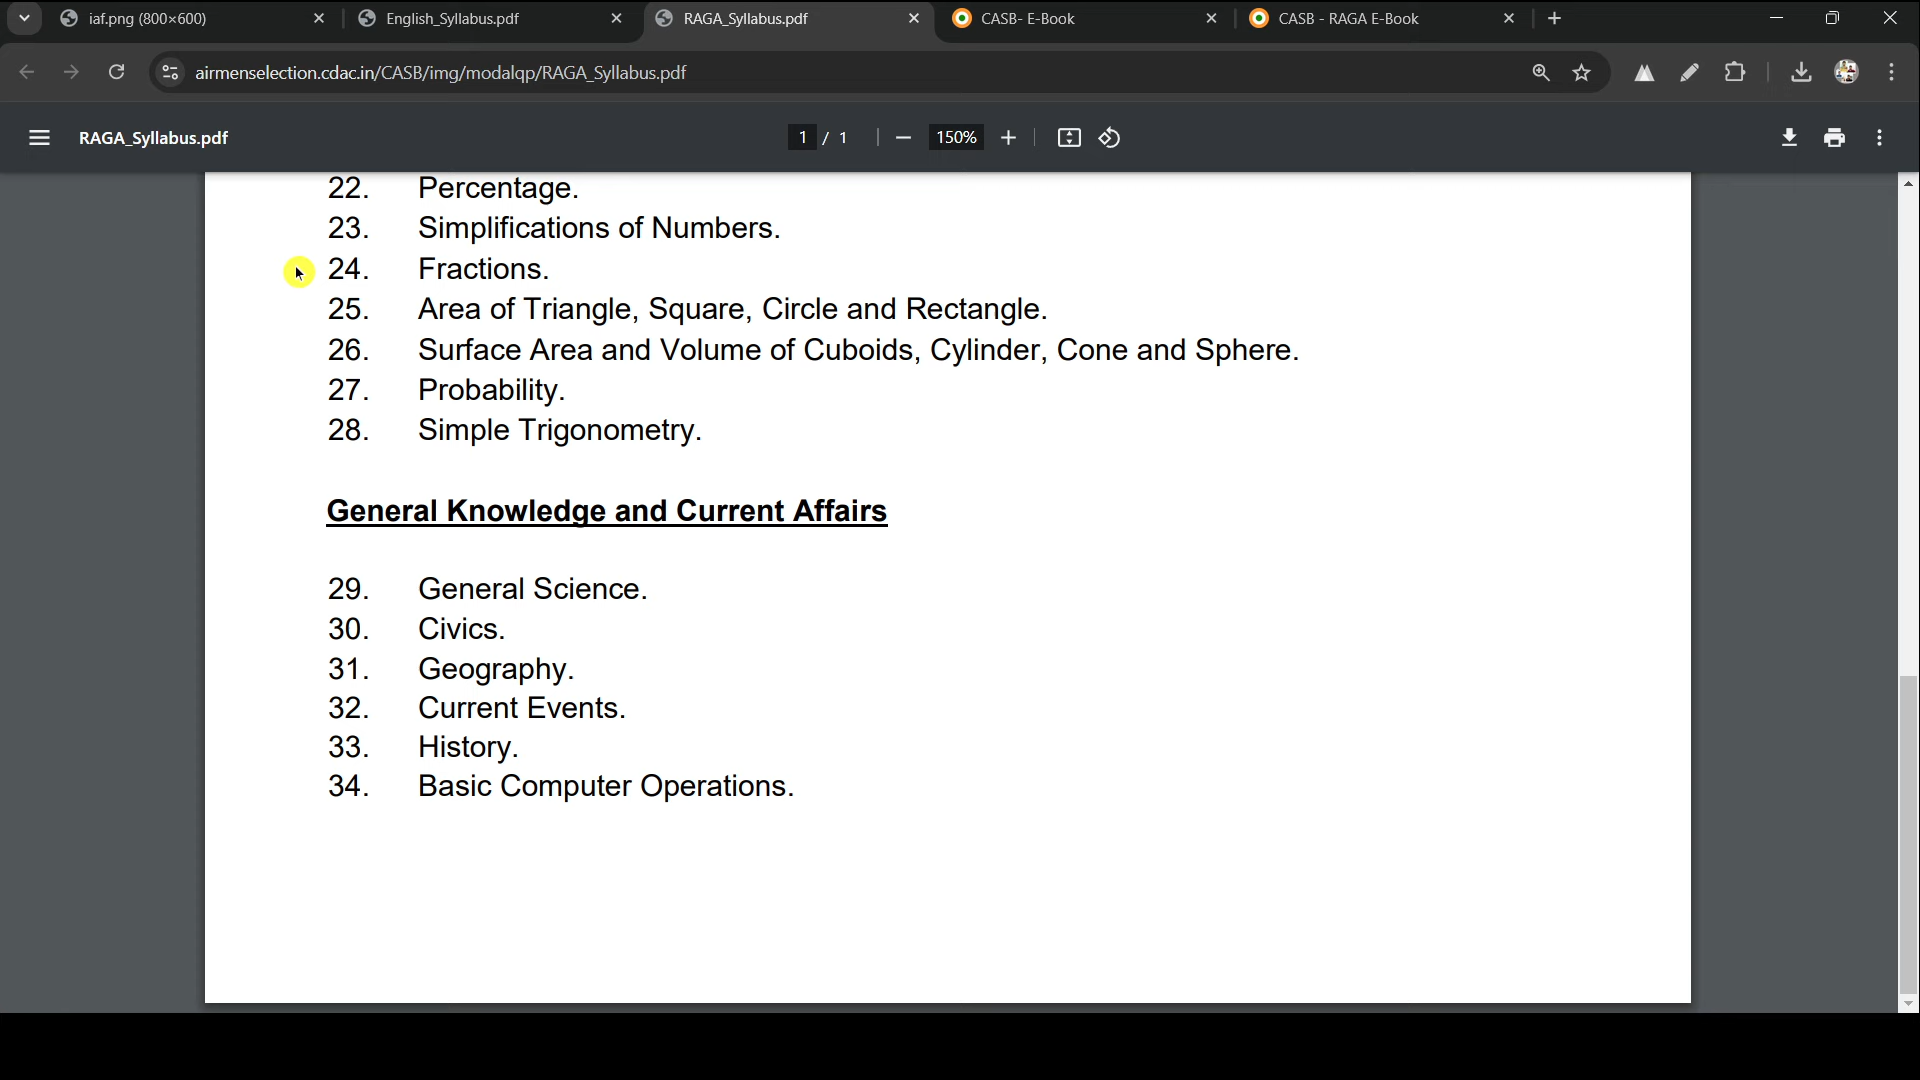 iaf.png (800×600)
English_Syllabus.pdf
RAGA_Syllabus.pdf
CASB- E-Book
CASB - RAGA E-Book
airmenselection.cdac.in/CASB/img/modalqp/RAGA_Syllabus.pdf
RAGA_Syllabus.pdf
1 / 1
150%
22. Percentage.
23. Simplifications of Numbers.
24. Fractions.
25. Area of Triangle, Square, Circle and Rectangle.
26. Surface Area and Volume of Cuboids, Cylinder, Cone and Sphere.
27. Probability.
28. Simple Trigonometry.
General Knowledge and Current Affairs
29. General Science.
30. Civics.
31. Geography.
32. Current Events.
33. History.
34. Basic Computer Operations.